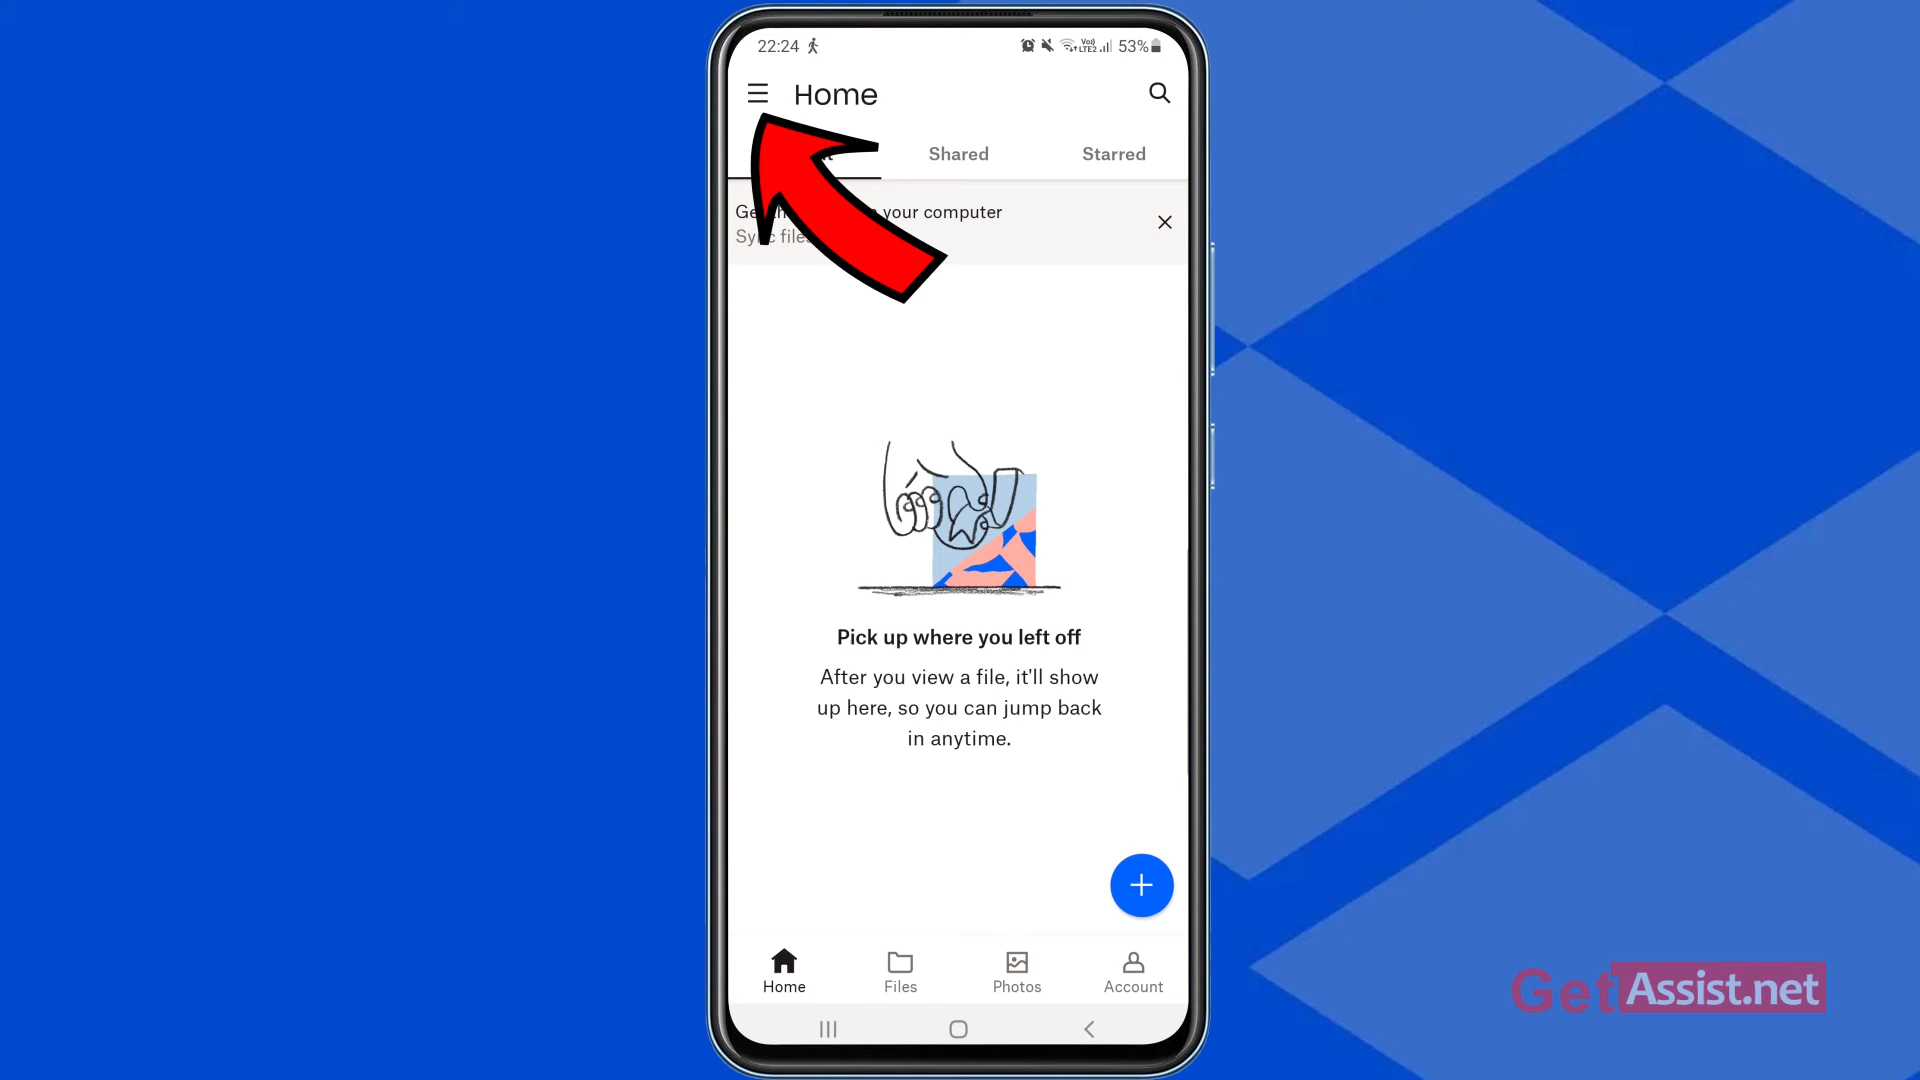 22:24 53%
Home
Shared Starred
your computer
Pick up where you left off
After you view a file, it'll show
up here, so you can jump back
in anytime.
Home Files Photos Account
GetAssist.net